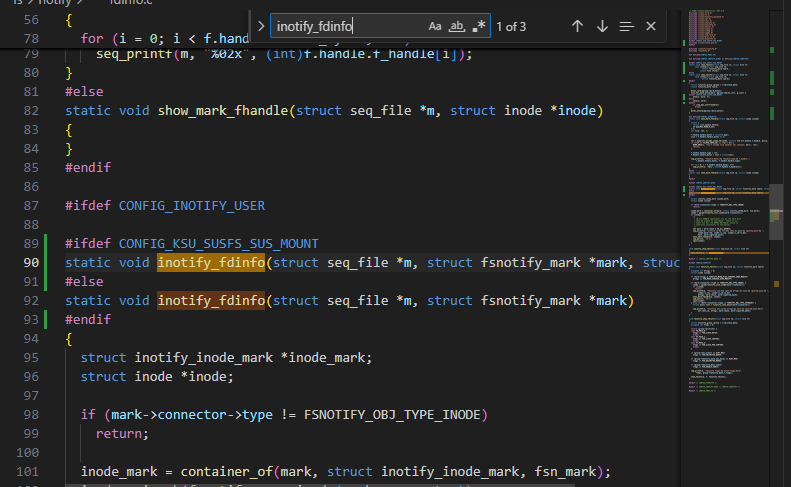 fs > notify > fdinfo.c
inotify_fdinfo Aa ab .* 1 of 3
56 {
78 for (i = 0; i < f.hand
79 seq_printf(m, "%02x", (int)f.handle.f_handle[i]);
80 }
81 #else
82 static void show_mark_fhandle(struct seq_file *m, struct inode *inode)
83 {
84 }
85 #endif
86
87 #ifdef CONFIG_INOTIFY_USER
88
89 #ifdef CONFIG_KSU_SUSFS_SUS_MOUNT
90 static void inotify_fdinfo(struct seq_file *m, struct fsnotify_mark *mark, struc
91 #else
92 static void inotify_fdinfo(struct seq_file *m, struct fsnotify_mark *mark)
93 #endif
94 {
95 struct inotify_inode_mark *inode_mark;
96 struct inode *inode;
97
98 if (mark->connector->type != FSNOTIFY_OBJ_TYPE_INODE)
99 return;
100
101 inode_mark = container_of(mark, struct inotify_inode_mark, fsn_mark);